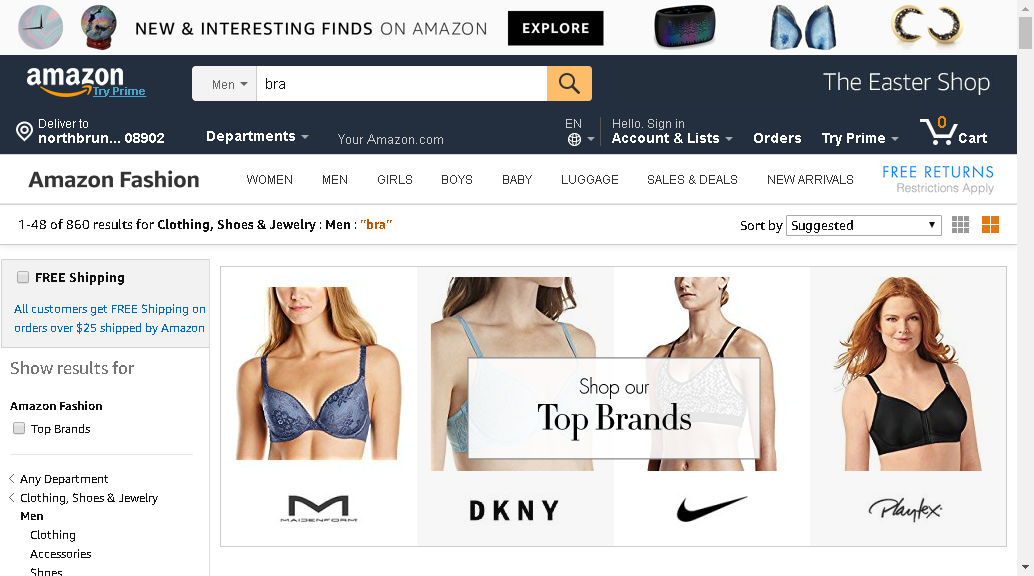 NEW & INTERESTING FINDS ON AMAZON
EXPLORE
amazon
Try Prime
Men
bra
The Easter Shop
Deliver to
northbrun... 08902
Departments
Your Amazon.com
EN
Hello. Sign in
Account & Lists
Orders
Try Prime
0
Cart
Amazon Fashion
WOMEN
MEN
GIRLS
BOYS
BABY
LUGGAGE
SALES & DEALS
NEW ARRIVALS
FREE RETURNS
Restrictions Apply
1-48 of 860 results for Clothing, Shoes & Jewelry : Men : "bra"
Sort by
Suggested
FREE Shipping
All customers get FREE Shipping on
orders over $25 shipped by Amazon
Show results for
Amazon Fashion
Top Brands
Any Department
Clothing, Shoes & Jewelry
Men
Clothing
Accessories
Shoes
Shop our
Top Brands
MAIDENFORM
DKNY
Playtex